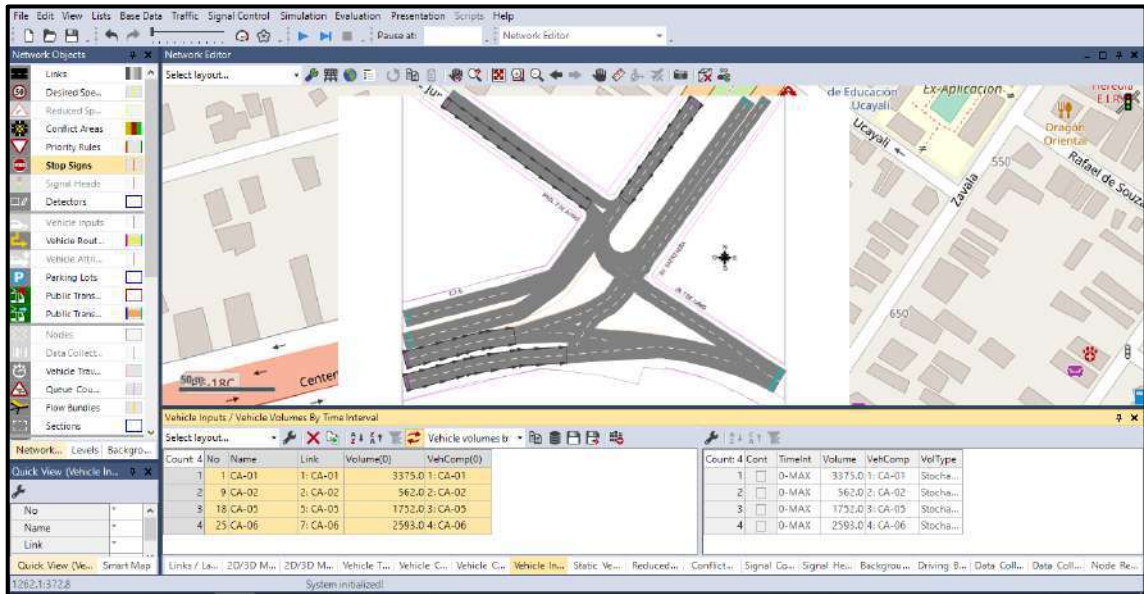 File Edit View Lists Base Data Traffic Signal Control Simulation Evaluation Presentation Scripts Help
Pause at: Network Editor
Network Objects
Network Editor
Select layout...
Links
Desired Spe...
Reduced Sp...
Conflict Areas
Priority Rules
Stop Signs
Signal Heads
Detectors
Vehicle Inputs
Vehicle Rout...
Vehicle Attri...
Parking Lots
Public Trans...
Public Trans...
Nodes
Data Collect...
Vehicle Trav...
Queue Cou...
Flow Bundles
Sections
Network... Levels Backgro...
Quick View (Vehicle In...
No
Name
Link
Quick View (Ve... Smart Map
de Educación
Ucayali
Ex-Aplicacion
Dragón
Oriental
Ucayali
Zavala
Rafael de Souza
550
650
Center
Vehicle Inputs / Vehicle Volumes By Time Interval
Select layout... Vehicle volumes b
Count: 4 No Name Link Volume(0) VehComp(0)
1 1 CA-01 1: CA-01 3375.0 1: CA-01
2 9 CA-02 2: CA-02 562.0 2: CA-02
3 18 CA-05 5: CA-05 1752.0 3: CA-05
4 25 CA-06 7: CA-06 2593.0 4: CA-06
Count: 4 Cont TimeInt Volume VehComp VolType
1 0-MAX 3375.0 1: CA-01 Stocha...
2 0-MAX 562.0 2: CA-02 Stocha...
3 0-MAX 1752.0 3: CA-05 Stocha...
4 0-MAX 2593.0 4: CA-06 Stocha...
Links / La... 2D/3D M... 2D/3D M... Vehicle T... Vehicle C... Vehicle C... Vehicle In... Static Ve... Reduced... Conflict... Signal Co... Signal He... Backgrou... Driving B... Data Coll... Data Coll... Node Re...
1262.1:372.8 System initialized!